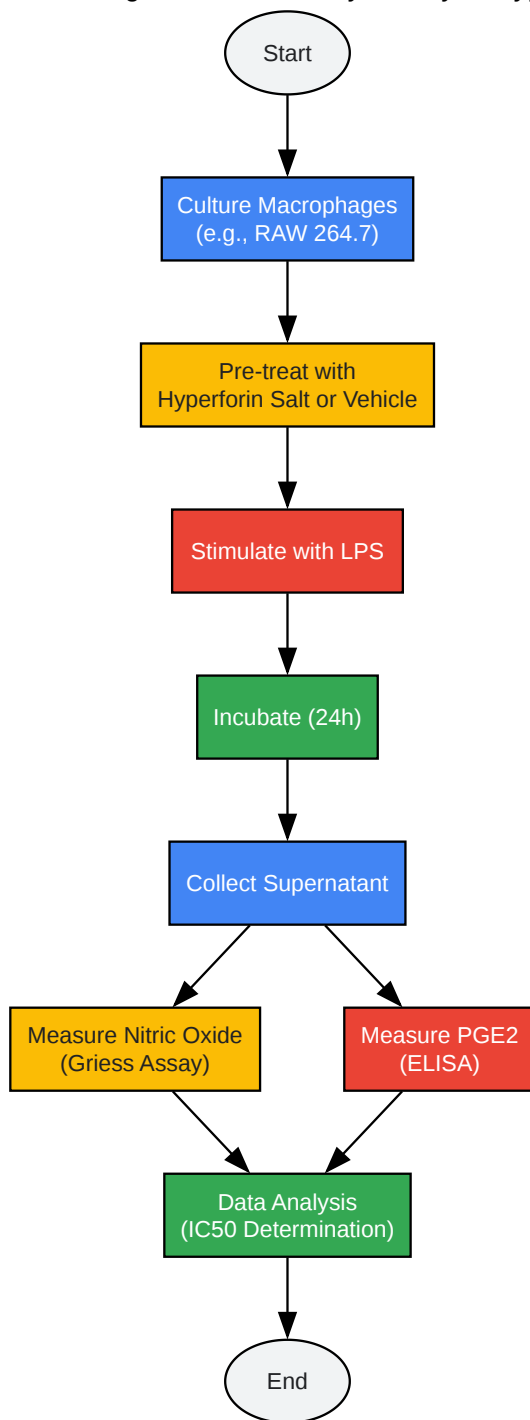 Start
Culture Macrophages
(e.g., RAW 264.7)
Pre-treat with
Hyperforin Salt or Vehicle
Stimulate with LPS
Incubate (24h)
Collect Supernatant
Measure Nitric Oxide
(Griess Assay)
Measure PGE2
(ELISA)
Data Analysis
(IC50 Determination)
End